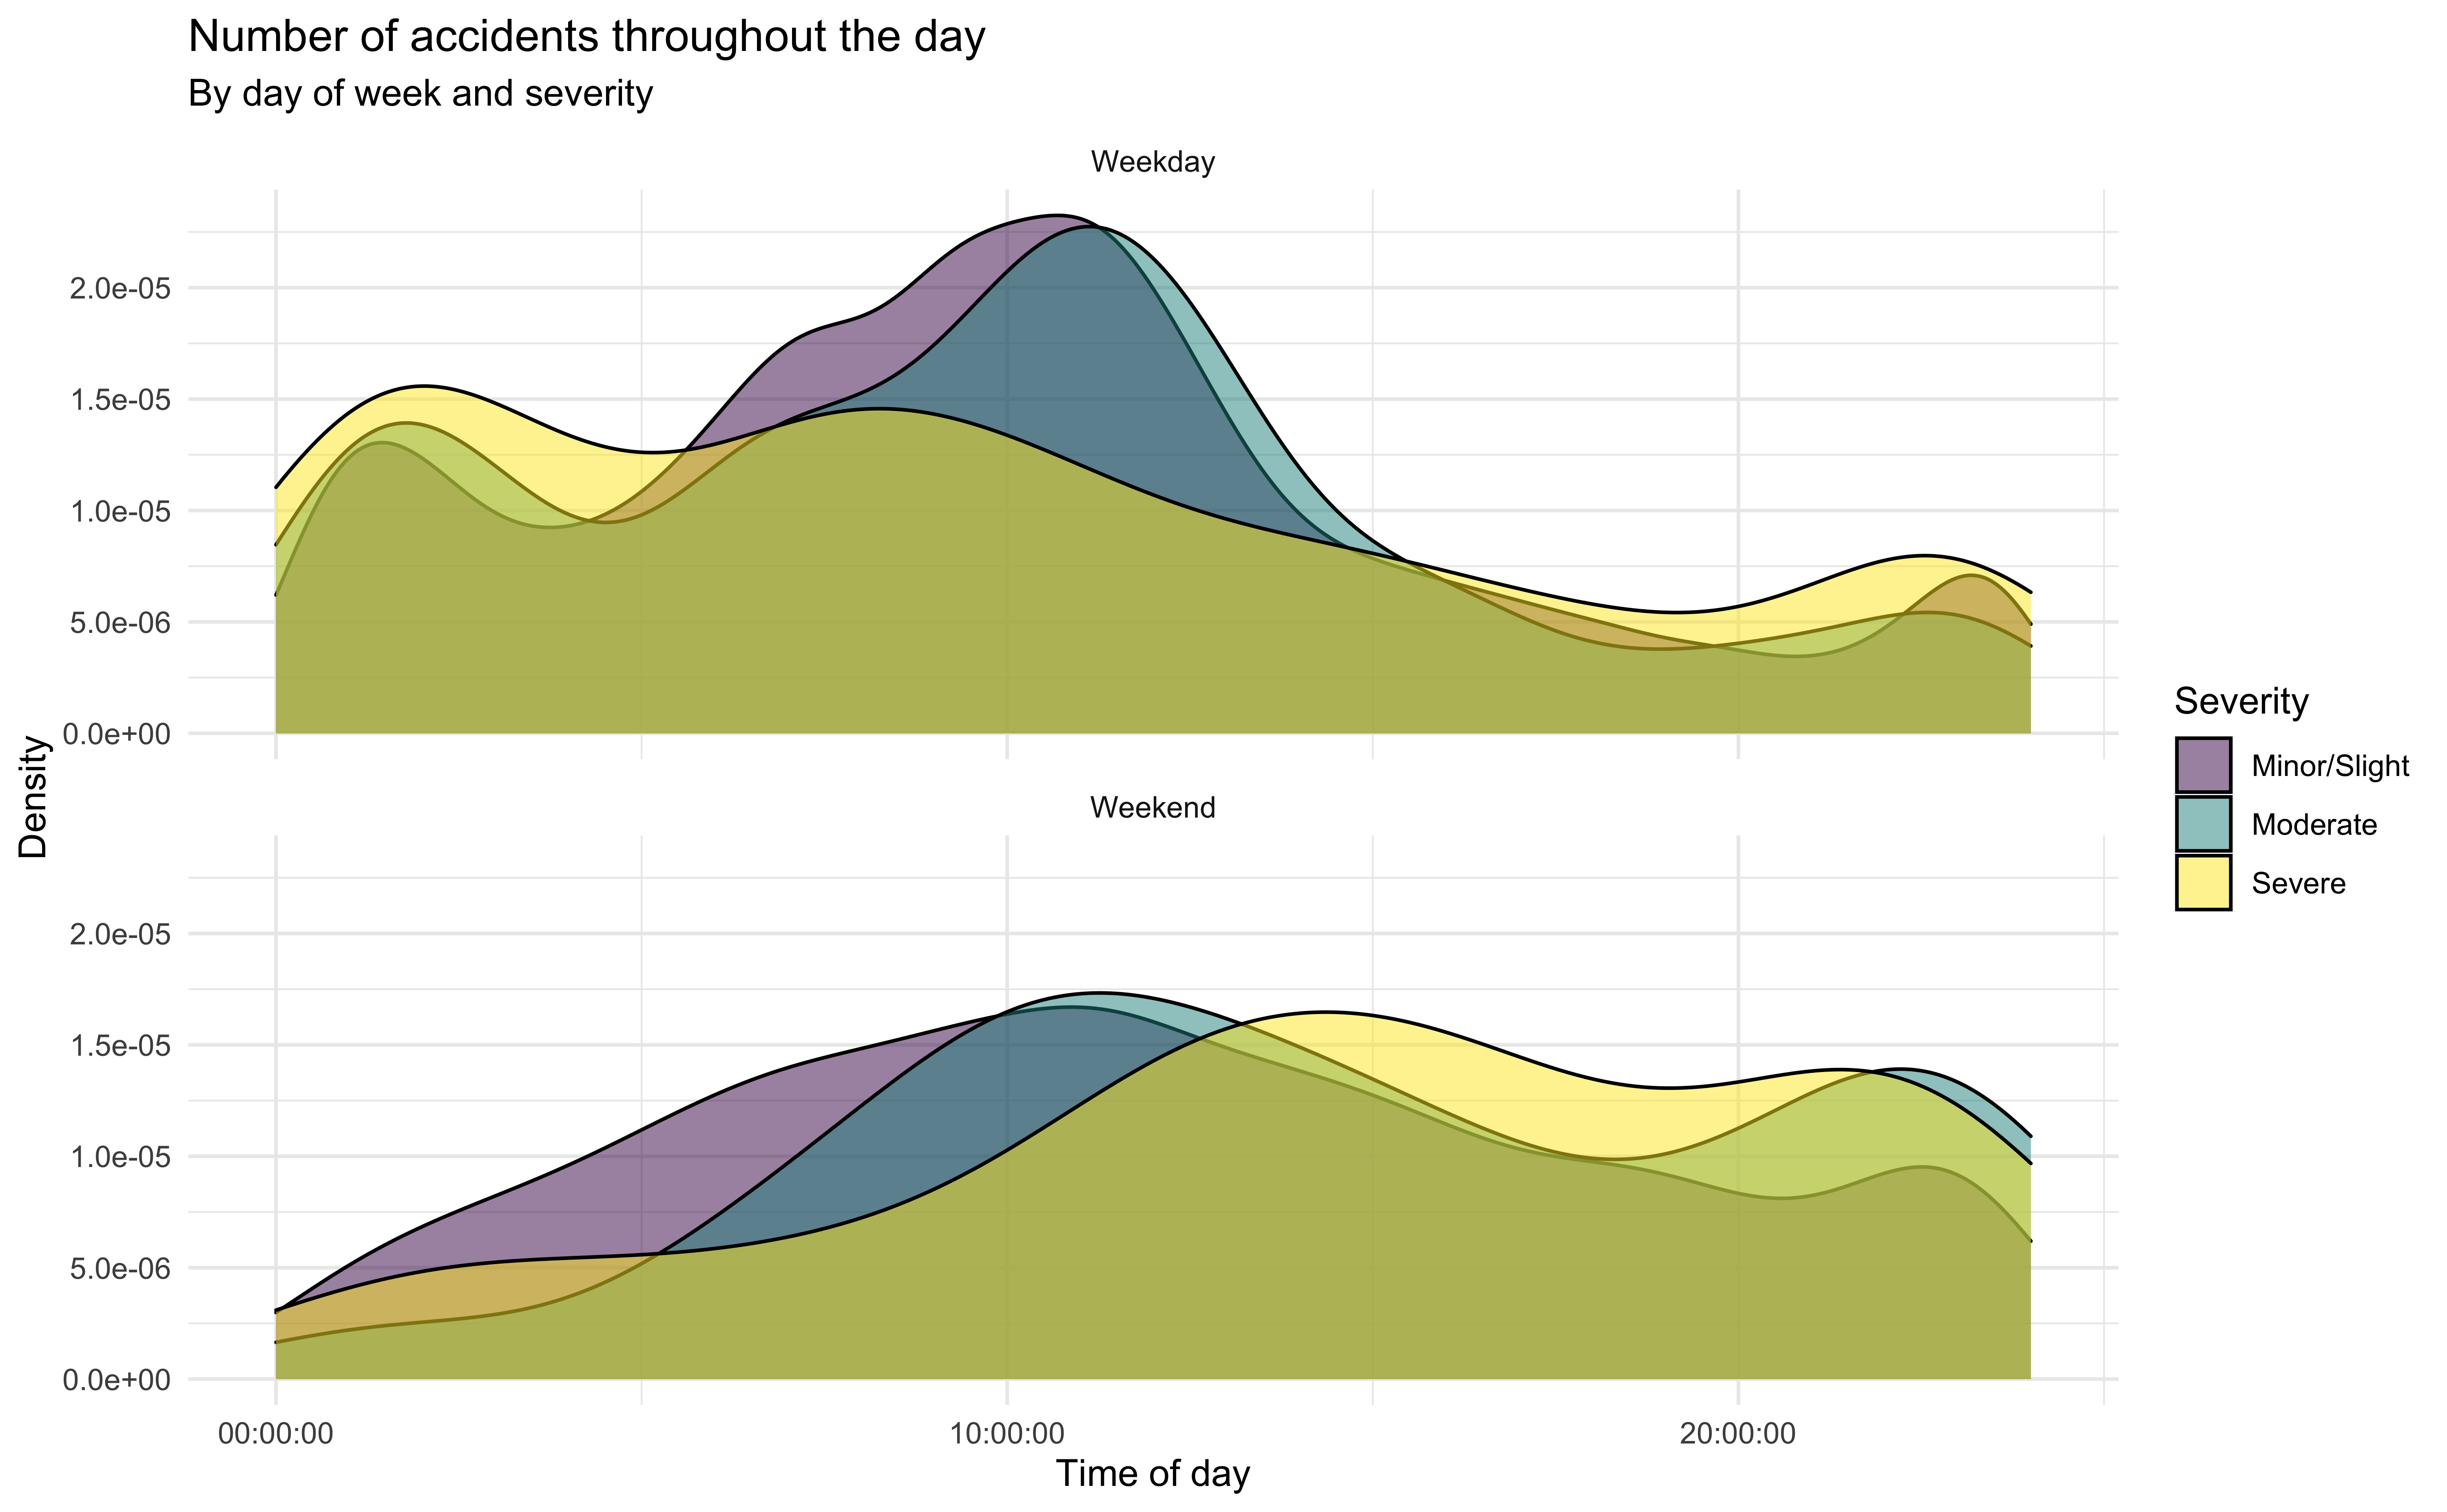 Number of accidents throughout the day
By day of week and severity
Weekday
2.0e-05
1.5e-05
1.0e-05
5.0e-06
0.0e+00
Density
Weekend
2.0e-05
1.5e-05
1.0e-05
5.0e-06
0.0e+00
00:00:00
10:00:00
20:00:00
Time of day
Severity
Minor/Slight
Moderate
Severe